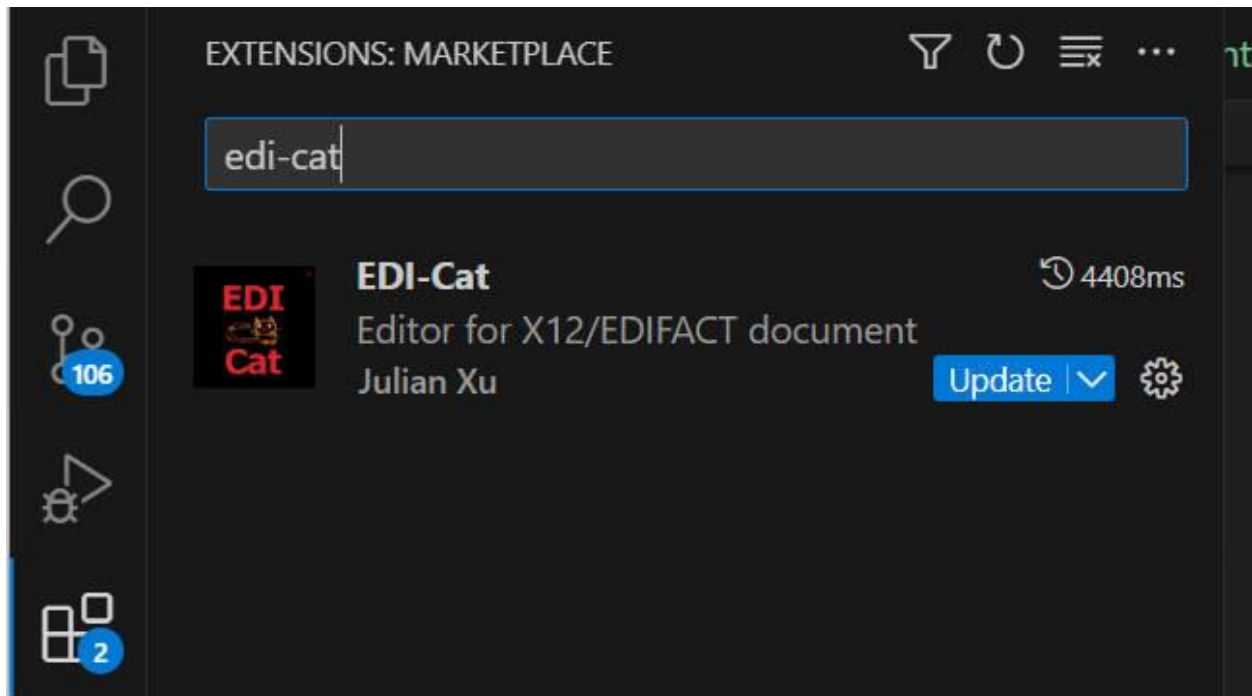 EXTENSIONS: MARKETPLACE
nt
edi-cat
EDI
Cat
EDI-Cat
4408ms
Editor for X12/EDIFACT document
Julian Xu
Update
106
2